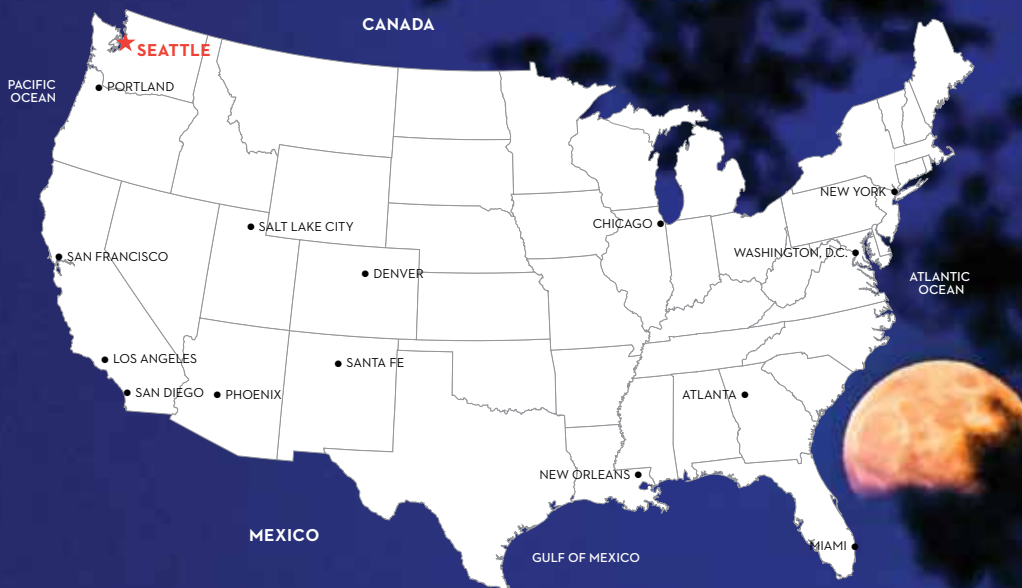 CANADA
SEATTLE
PACIFIC
OCEAN
PORTLAND
NEW YORK
CHICAGO
SALT LAKE CITY
WASHINGTON, D.C.
SAN FRANCISCO
DENVER
ATLANTIC
OCEAN
LOS ANGELES
SANTA FE
SAN DIEGO
PHOENIX
ATLANTA
NEW ORLEANS
MEXICO
MIAMI
GULF OF MEXICO